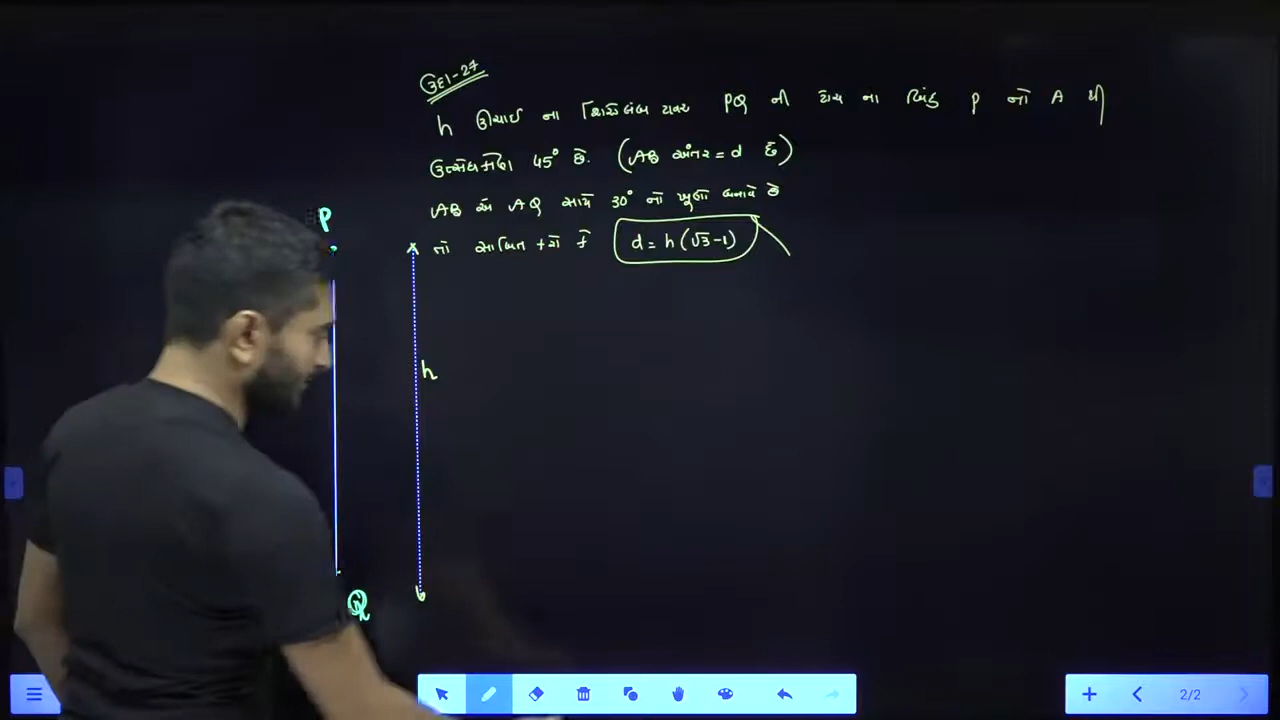 ઉદા-27
h ઊંચાઈ ના શિરોલંબ ટાવર PQ ની ટોચ ના બિંદુ P નો A થી
ઉત્સેધકોણ 45° છે. (AB અંતર = d છે)
AB એ AQ સાથે 30° નો ખૂણો બનાવે છે
તો સાબિત કરો કે d = h(√3-1)
P
h
Q
2/2